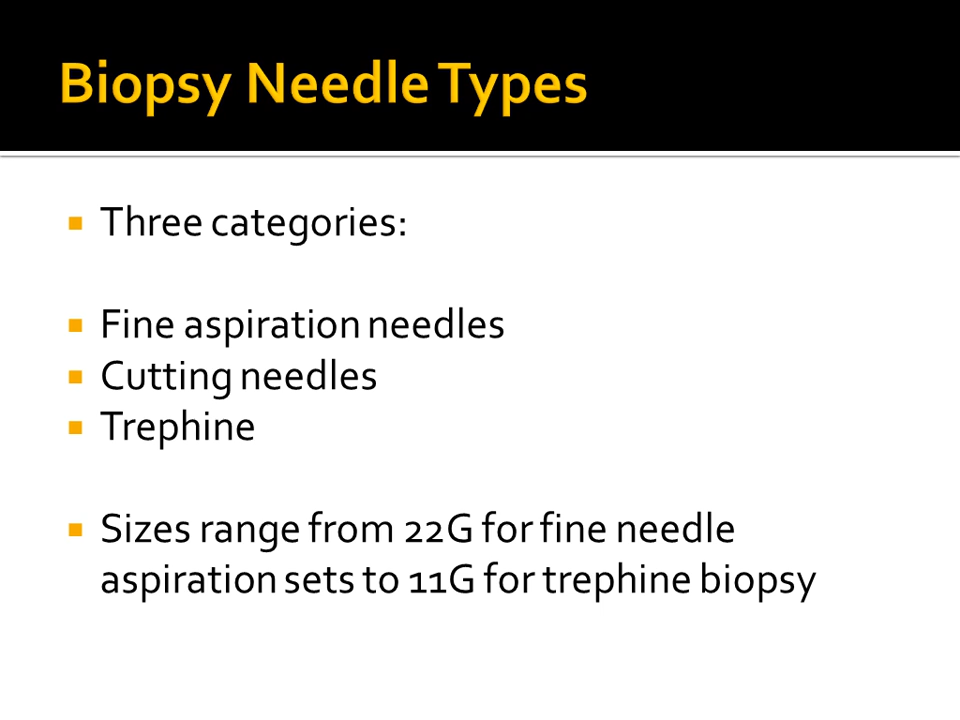 Biopsy Needle Types
Three categories:
Fine aspiration needles
Cutting needles
Trephine
Sizes range from 22G for fine needle
aspiration sets to 11G for trephine biopsy